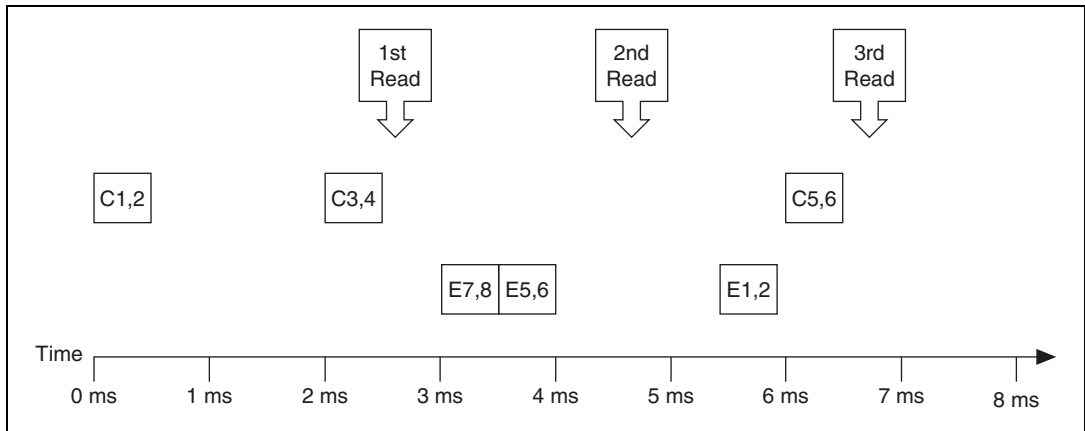 1st
Read
2nd
Read
3rd
Read
C1,2
C3,4
C5,6
E7,8
E5,6
E1,2
Time
0 ms
1 ms
2 ms
3 ms
4 ms
5 ms
6 ms
7 ms
8 ms